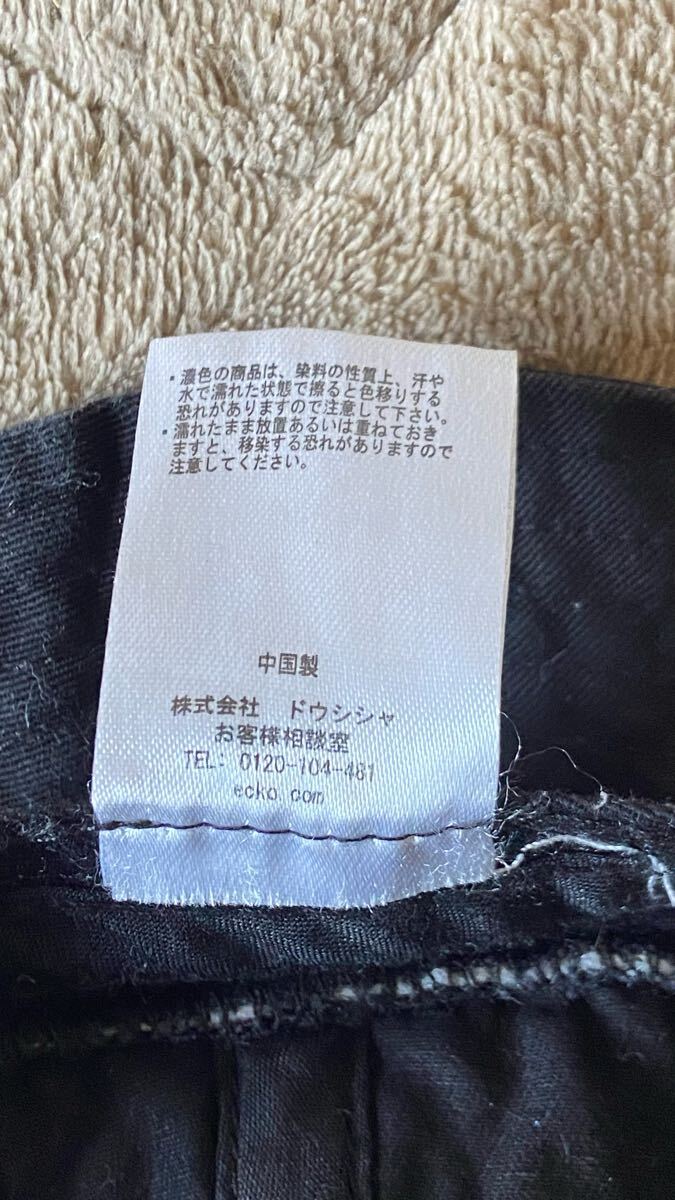 ・濃色の商品は、染料の性質上、汗や
水で濡れた状態で擦ると色移りする
恐れがありますので注意して下さい。
・濡れたまま放置あるいは重ねておき
ますと、移染する恐れがありますので
注意してください。
中国製
株式会社 ドウシシャ
お客様相談室
TEL: 0120-104-481
ecko.com